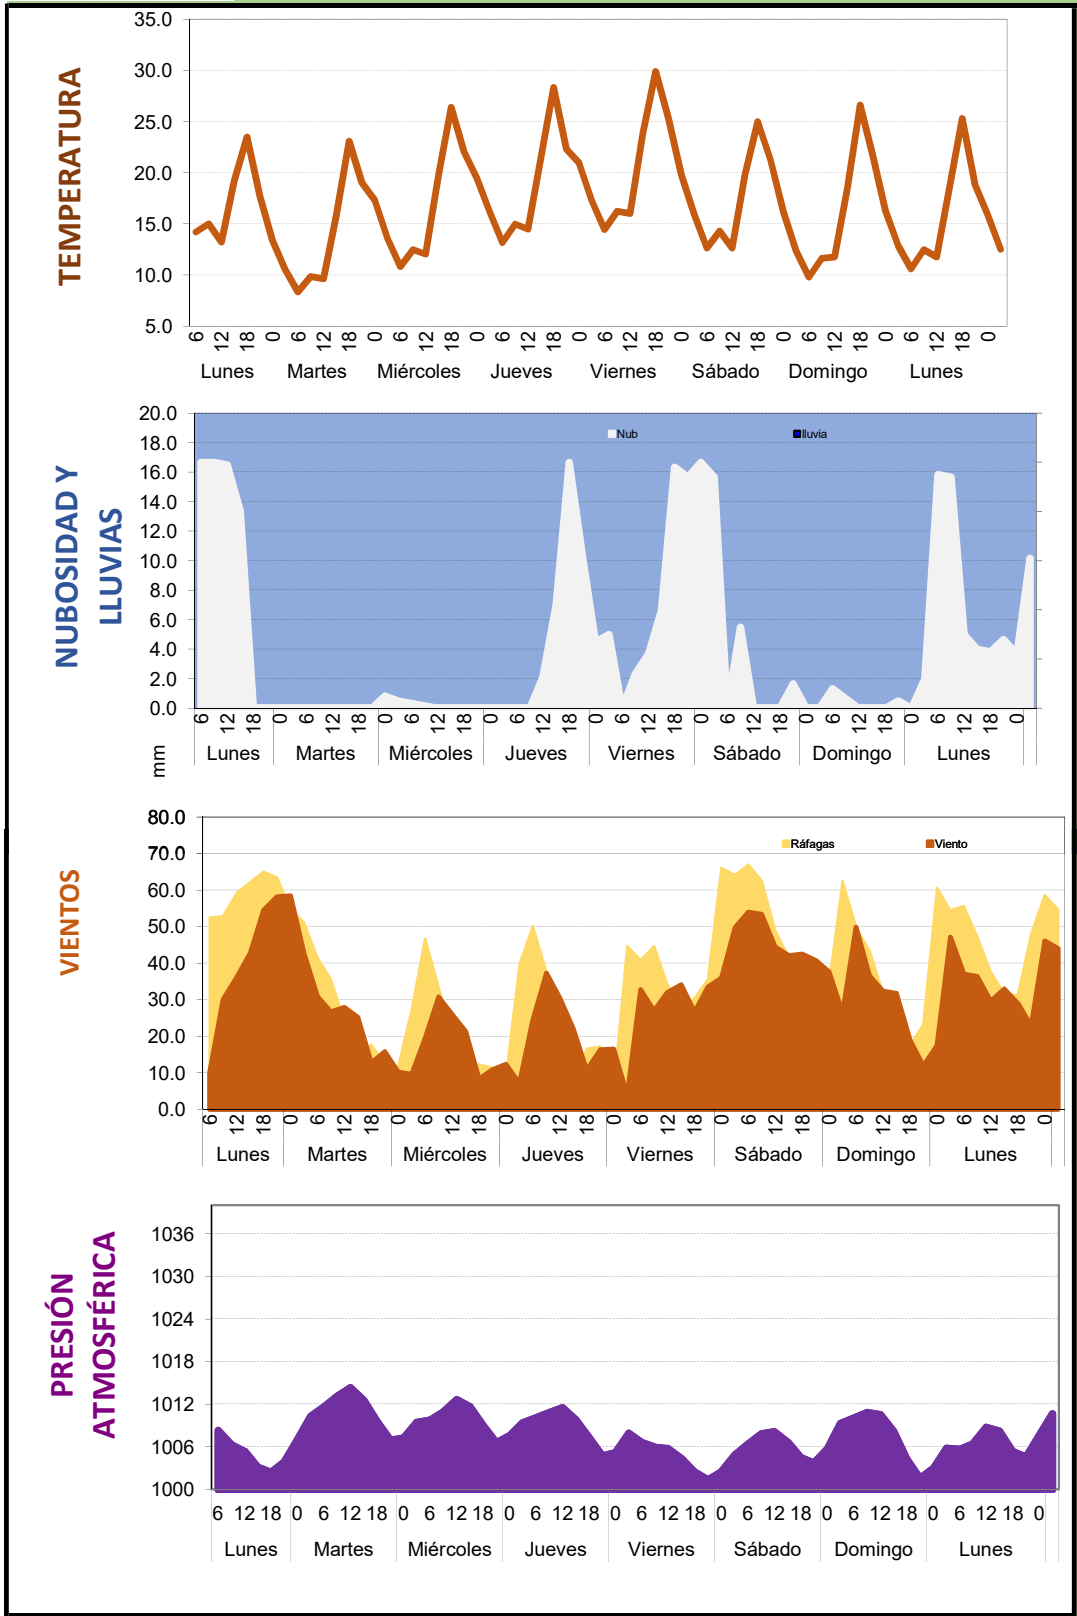 TEMPERATURA
35.0
30.0
25.0
20.0
15.0
10.0
5.0
6 12 18 0 6 12 18 0 6 12 18 0 6 12 18 0 6 12 18 0 6 12 18 0 6 12 18 0 6 12 18 0
Lunes Martes Miércoles Jueves Viernes Sábado Domingo Lunes
NUBOSIDAD Y
LLUVIAS
20.0
18.0
16.0
14.0
12.0
10.0
8.0
6.0
4.0
2.0
0.0
mm
Nub lluvia
6 12 18 0 6 12 18 0 6 12 18 0 6 12 18 0 6 12 18 0 6 12 18 0 6 12 18 0 6 12 18 0
Lunes Martes Miércoles Jueves Viernes Sábado Domingo Lunes
VIENTOS
80.0
70.0
60.0
50.0
40.0
30.0
20.0
10.0
0.0
Ráfagas Viento
6 12 18 0 6 12 18 0 6 12 18 0 6 12 18 0 6 12 18 0 6 12 18 0 6 12 18 0 6 12 18 0
Lunes Martes Miércoles Jueves Viernes Sábado Domingo Lunes
PRESIÓN
ATMOSFÉRICA
1036
1030
1024
1018
1012
1006
1000
6 12 18 0 6 12 18 0 6 12 18 0 6 12 18 0 6 12 18 0 6 12 18 0 6 12 18 0 6 12 18 0
Lunes Martes Miércoles Jueves Viernes Sábado Domingo Lunes